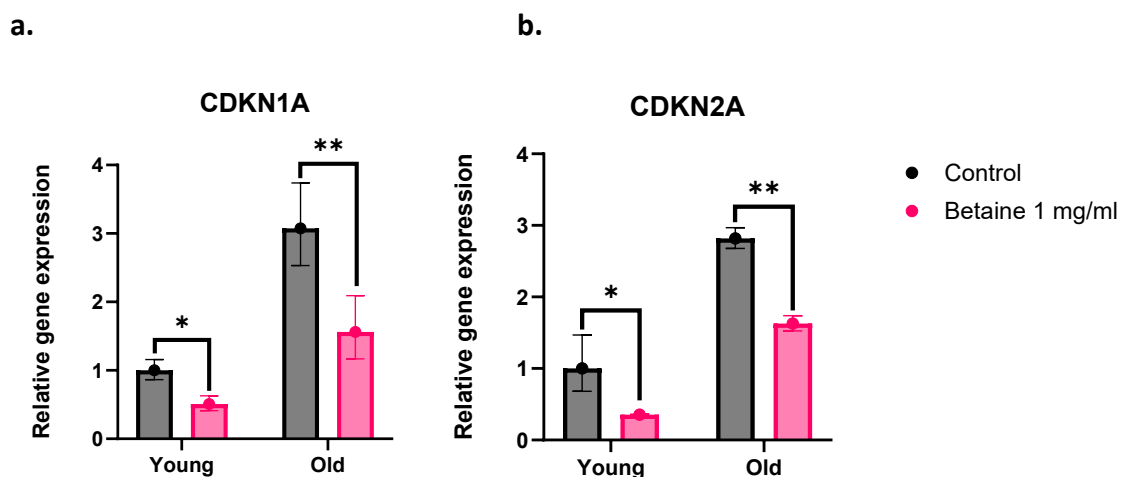 a.
CDKN1A
Relative gene expression
4
3
2
1
0
*
**
Young
Old
b.
CDKN2A
Relative gene expression
4
3
2
1
0
*
**
Young
Old
Control
Betaine 1 mg/ml